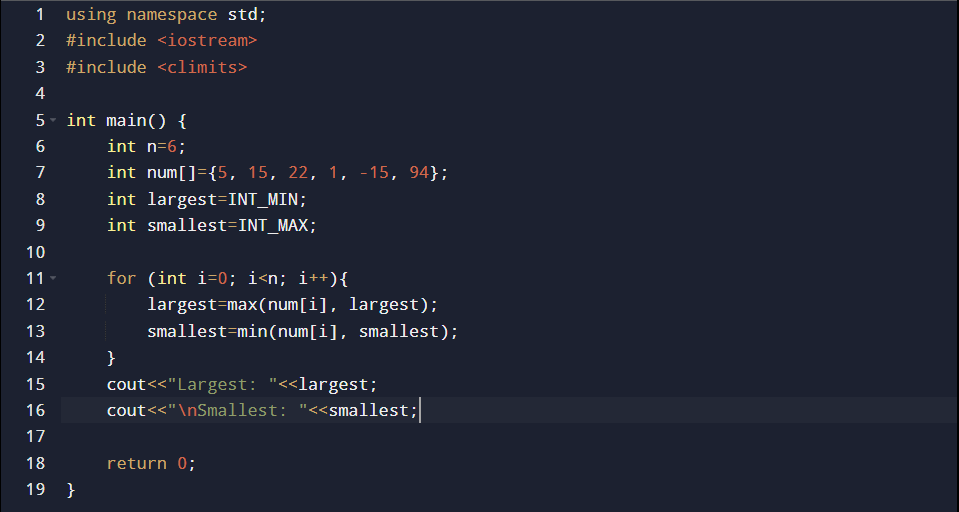 1 using namespace std;
2 #include <iostream>
3 #include <climits>
4
5 int main() {
6     int n=6;
7     int num[]={5, 15, 22, 1, -15, 94};
8     int largest=INT_MIN;
9     int smallest=INT_MAX;
10
11     for (int i=0; i<n; i++){
12         largest=max(num[i], largest);
13         smallest=min(num[i], smallest);
14     }
15     cout<<"Largest: "<<largest;
16     cout<<"\nSmallest: "<<smallest;
17
18     return 0;
19 }